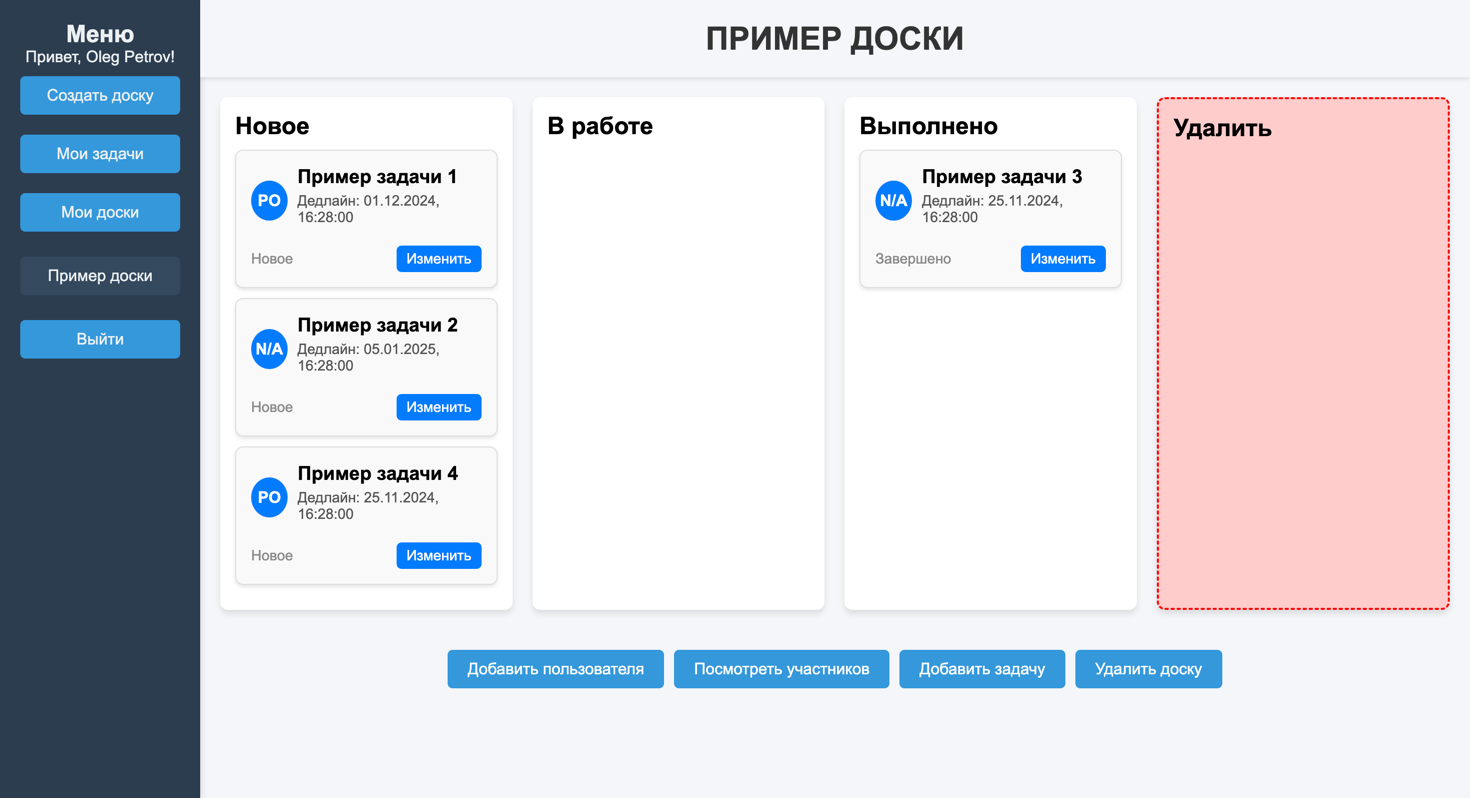 Меню
Привет, Oleg Petrov!
Создать доску
Мои задачи
Мои доски
Пример доски
Выйти
ПРИМЕР ДОСКИ
Новое
PO
Пример задачи 1
Дедлайн: 01.12.2024,
16:28:00
Новое
Изменить
N/A
Пример задачи 2
Дедлайн: 05.01.2025,
16:28:00
Новое
Изменить
PO
Пример задачи 4
Дедлайн: 25.11.2024,
16:28:00
Новое
Изменить
В работе
Выполнено
N/A
Пример задачи 3
Дедлайн: 25.11.2024,
16:28:00
Завершено
Изменить
Удалить
Добавить пользователя
Посмотреть участников
Добавить задачу
Удалить доску